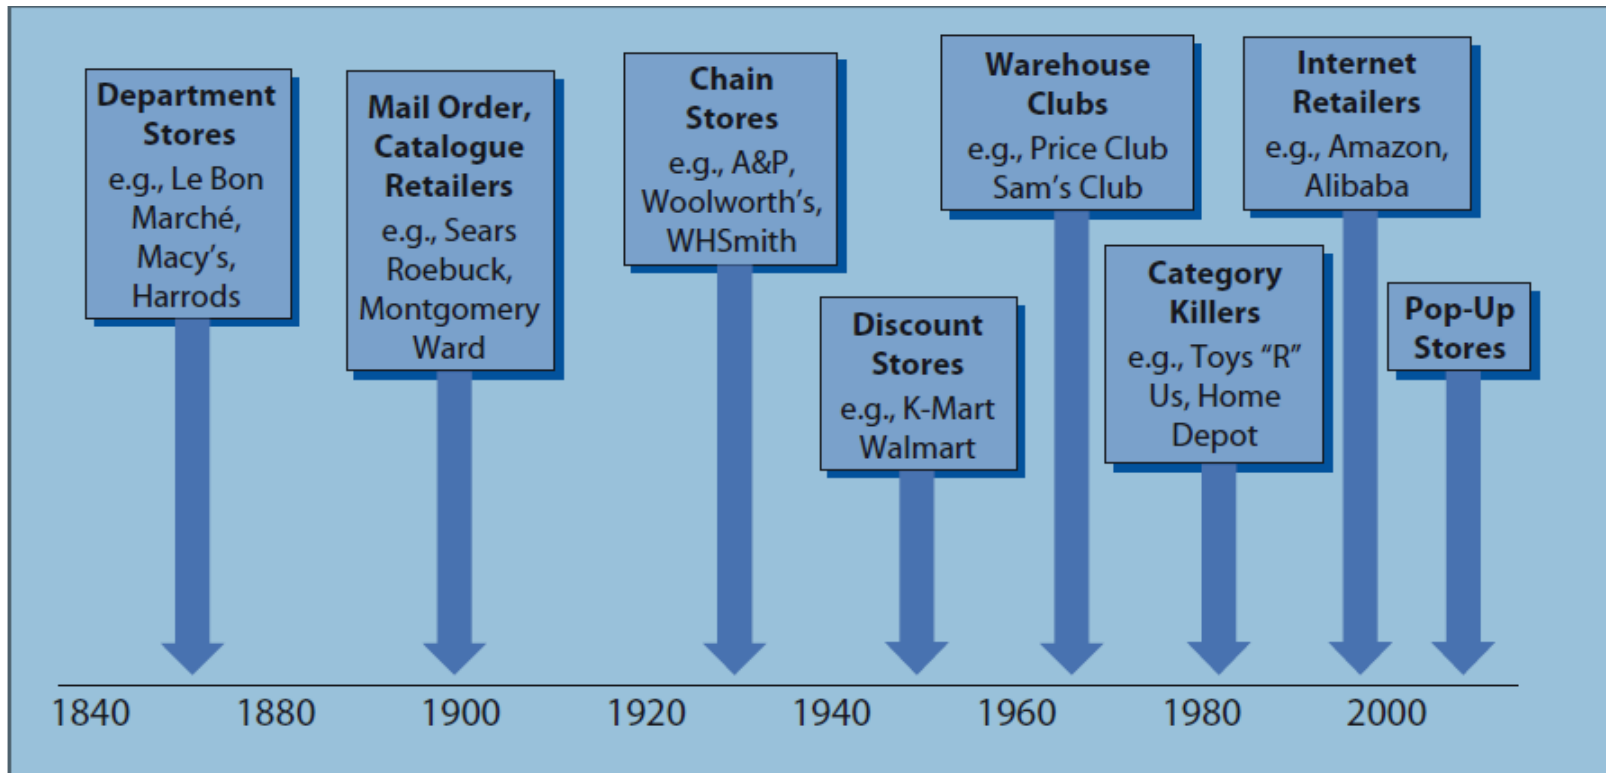 Department
Stores
e.g., Le Bon
Marché,
Macy's,
Harrods
Mail Order,
Catalogue
Retailers
e.g., Sears
Roebuck,
Montgomery
Ward
Chain
Stores
e.g., A&P,
Woolworth's,
WHSmith
Discount
Stores
e.g., K-Mart
Walmart
Warehouse
Clubs
e.g., Price Club
Sam's Club
Category
Killers
e.g., Toys “R”
Us, Home
Depot
Internet
Retailers
e.g., Amazon,
Alibaba
Pop-Up
Stores
1840 1880 1900 1920 1940 1960 1980 2000